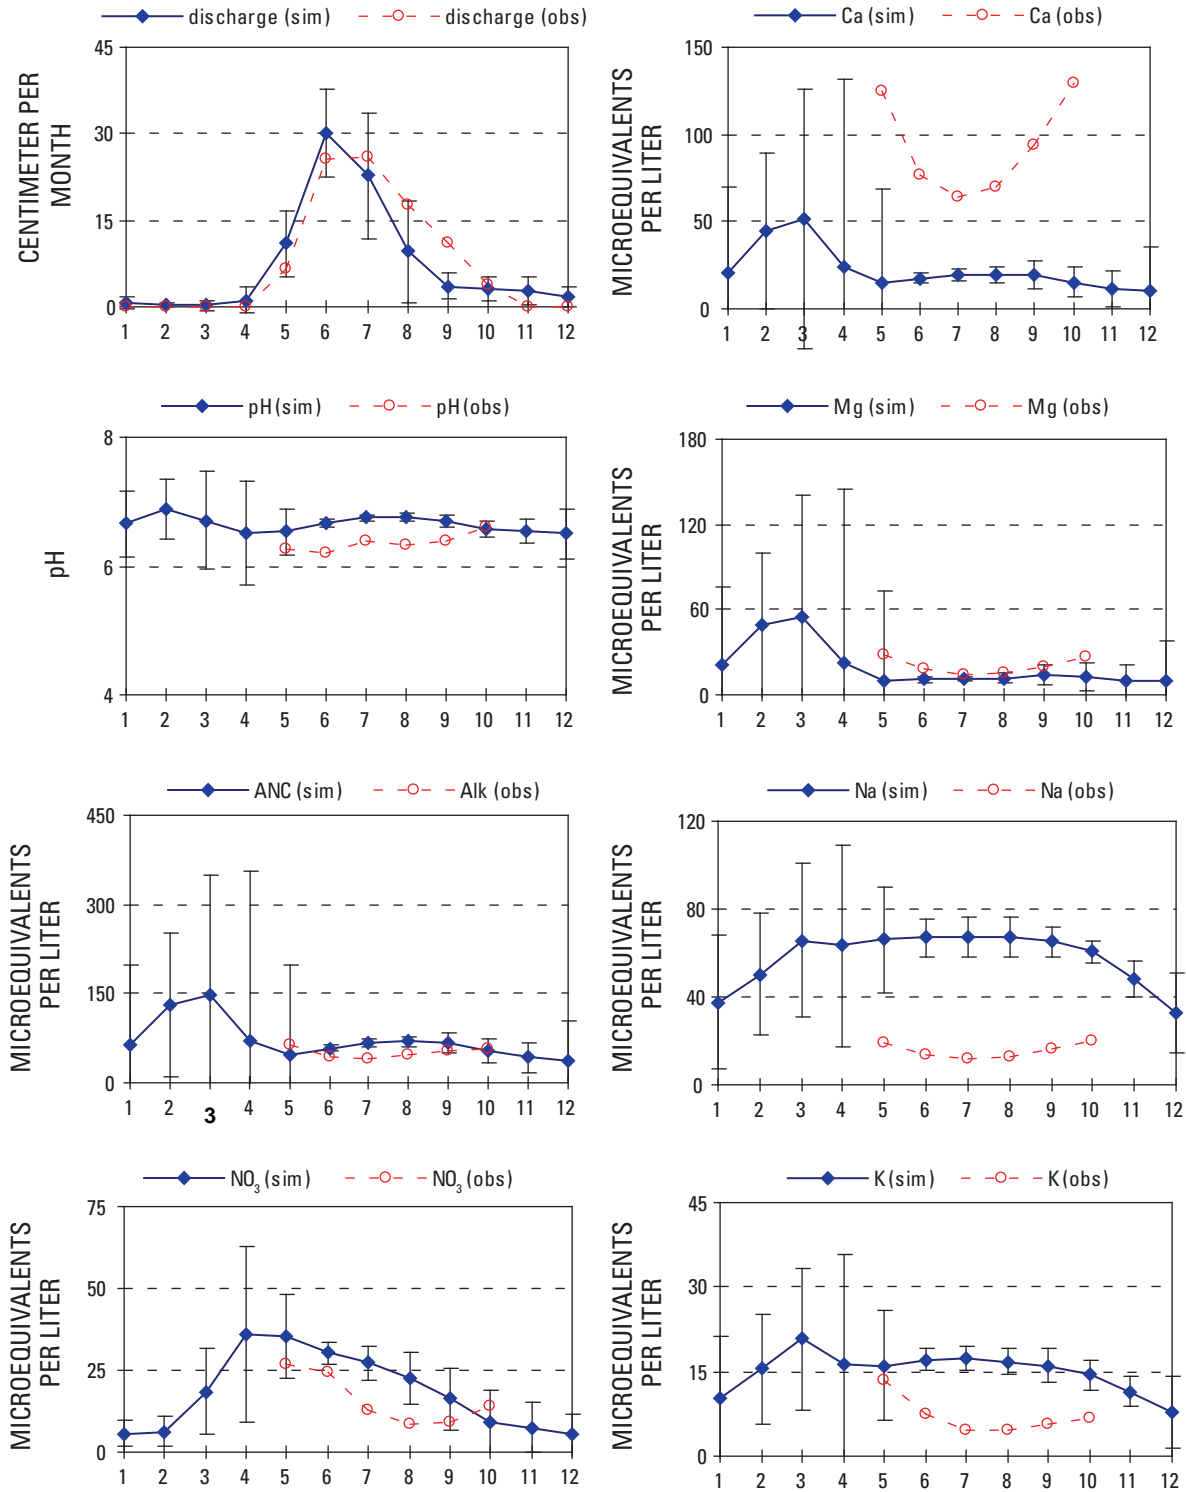 discharge (sim) discharge (obs)
CENTIMETER PER
MONTH
45
30
15
0
1 2 3 4 5 6 7 8 9 10 11 12
Ca (sim) Ca (obs)
MICROEQUIVALENTS
PER LITER
150
100
50
0
1 2 3 4 5 6 7 8 9 10 11 12
pH (sim) pH (obs)
pH
8
6
4
1 2 3 4 5 6 7 8 9 10 11 12
Mg (sim) Mg (obs)
MICROEQUIVALENTS
PER LITER
180
120
60
0
1 2 3 4 5 6 7 8 9 10 11 12
ANC (sim) Alk (obs)
MICROEQUIVALENTS
PER LITER
450
300
150
0
1 2 3 4 5 6 7 8 9 10 11 12
Na (sim) Na (obs)
MICROEQUIVALENTS
PER LITER
120
80
40
0
1 2 3 4 5 6 7 8 9 10 11 12
NO₃ (sim) NO₃ (obs)
MICROEQUIVALENTS
PER LITER
75
50
25
0
1 2 3 4 5 6 7 8 9 10 11 12
K (sim) K (obs)
MICROEQUIVALENTS
PER LITER
45
30
15
0
1 2 3 4 5 6 7 8 9 10 11 12